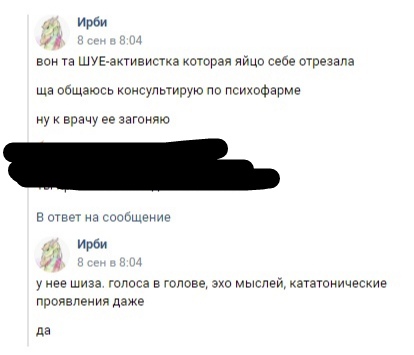 Ирби
8 сен в 8:04
вон та ШУЕ-активистка которая яйцо себе отрезала
ща общаюсь консультирую по психофарме
ну к врачу ее загоняю
В ответ на сообщение
Ирби
8 сен в 8:04
у нее шиза. голоса в голове, эхо мыслей, кататонические
проявления даже
да